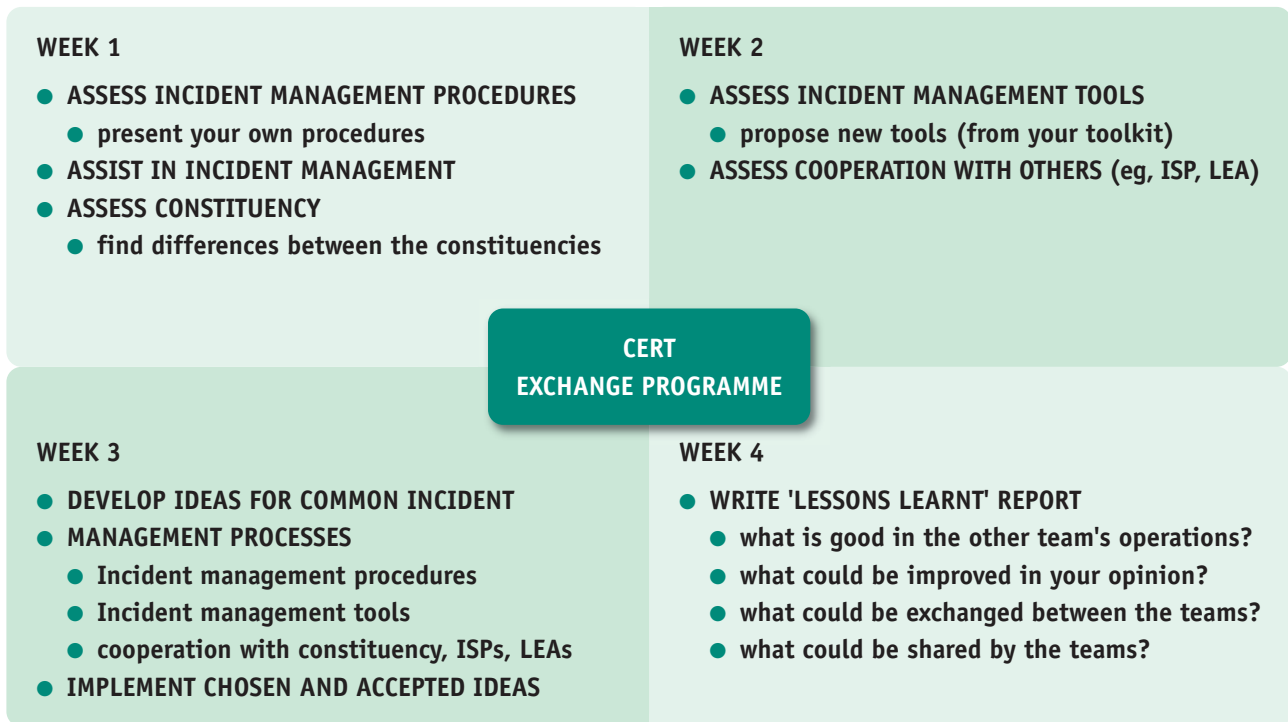 WEEK 1
● ASSESS INCIDENT MANAGEMENT PROCEDURES
● present your own procedures
● ASSIST IN INCIDENT MANAGEMENT
● ASSESS CONSTITUENCY
● find differences between the constituencies
WEEK 2
● ASSESS INCIDENT MANAGEMENT TOOLS
● propose new tools (from your toolkit)
● ASSESS COOPERATION WITH OTHERS (eg, ISP, LEA)
CERT
EXCHANGE PROGRAMME
WEEK 3
● DEVELOP IDEAS FOR COMMON INCIDENT
● MANAGEMENT PROCESSES
● Incident management procedures
● Incident management tools
● cooperation with constituency, ISPs, LEAs
● IMPLEMENT CHOSEN AND ACCEPTED IDEAS
WEEK 4
● WRITE 'LESSONS LEARNT' REPORT
● what is good in the other team's operations?
● what could be improved in your opinion?
● what could be exchanged between the teams?
● what could be shared by the teams?